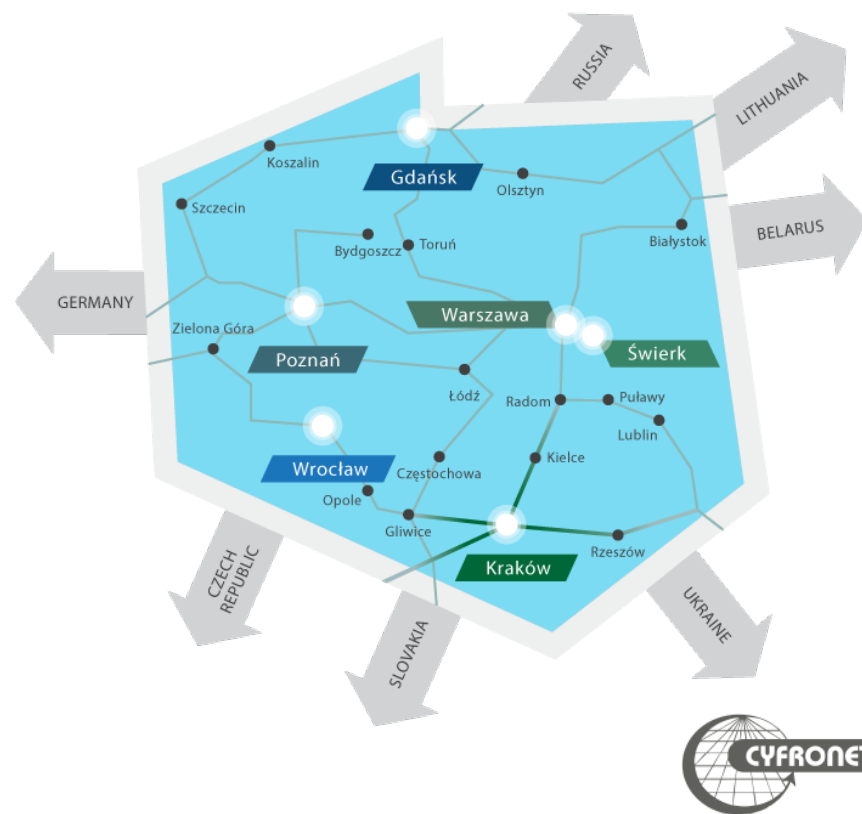 RUSSIA
LITHUANIA
Koszalin
Gdańsk
Olsztyn
Szczecin
BELARUS
Białystok
Bydgoszcz
Toruń
GERMANY
Warszawa
Zielona Góra
Poznań
Świerk
Łódź
Radom
Puławy
Lublin
Wrocław
Częstochowa
Kielce
Opole
Gliwice
Rzeszów
Kraków
CZECH
REPUBLIC
SLOVAKIA
UKRAINE
CYFRONET